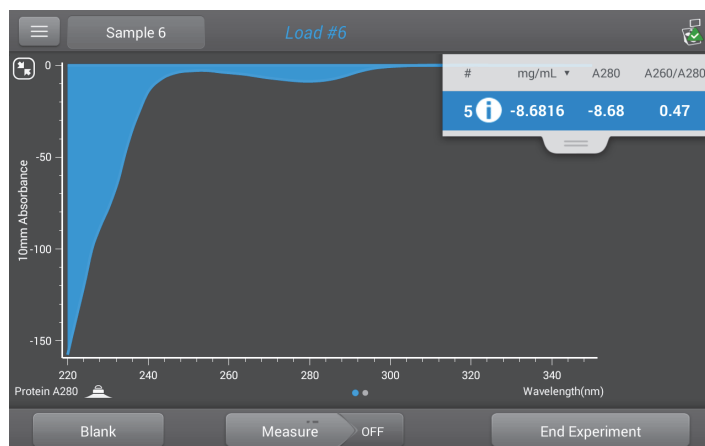 Sample 6
Load #6
# mg/mL ▼ A280 A260/A280
5 i -8.6816 -8.68 0.47
0
-50
-100
-150
10mm Absorbance
220 240 260 280 300 320 340
Protein A280
Wavelength(nm)
Blank
Measure
OFF
End Experiment